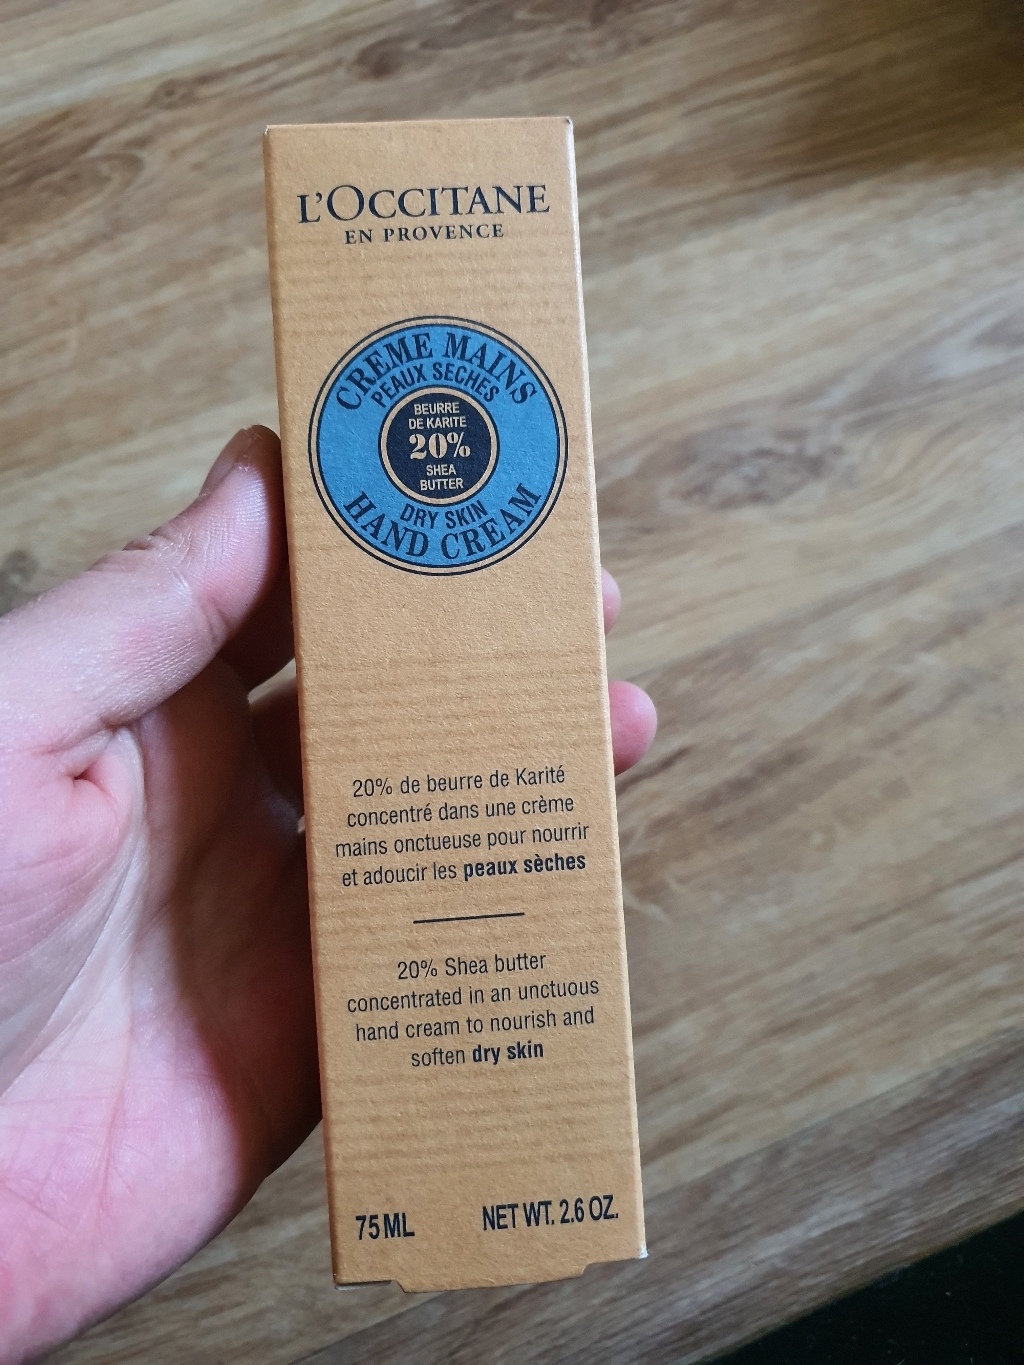 L'OCCITANE
EN PROVENCE
CREME MAINS
PEAUX SECHES
BEURRE
DE KARITE
20%
SHEA
BUTTER
DRY SKIN
HAND CREAM
20% de beurre de Karité
concentré dans une crème
mains onctueuse pour nourrir
et adoucir les peaux sèches
20% Shea butter
concentrated in an unctuous
hand cream to nourish and
soften dry skin
75 ML NET WT. 2.6 OZ.